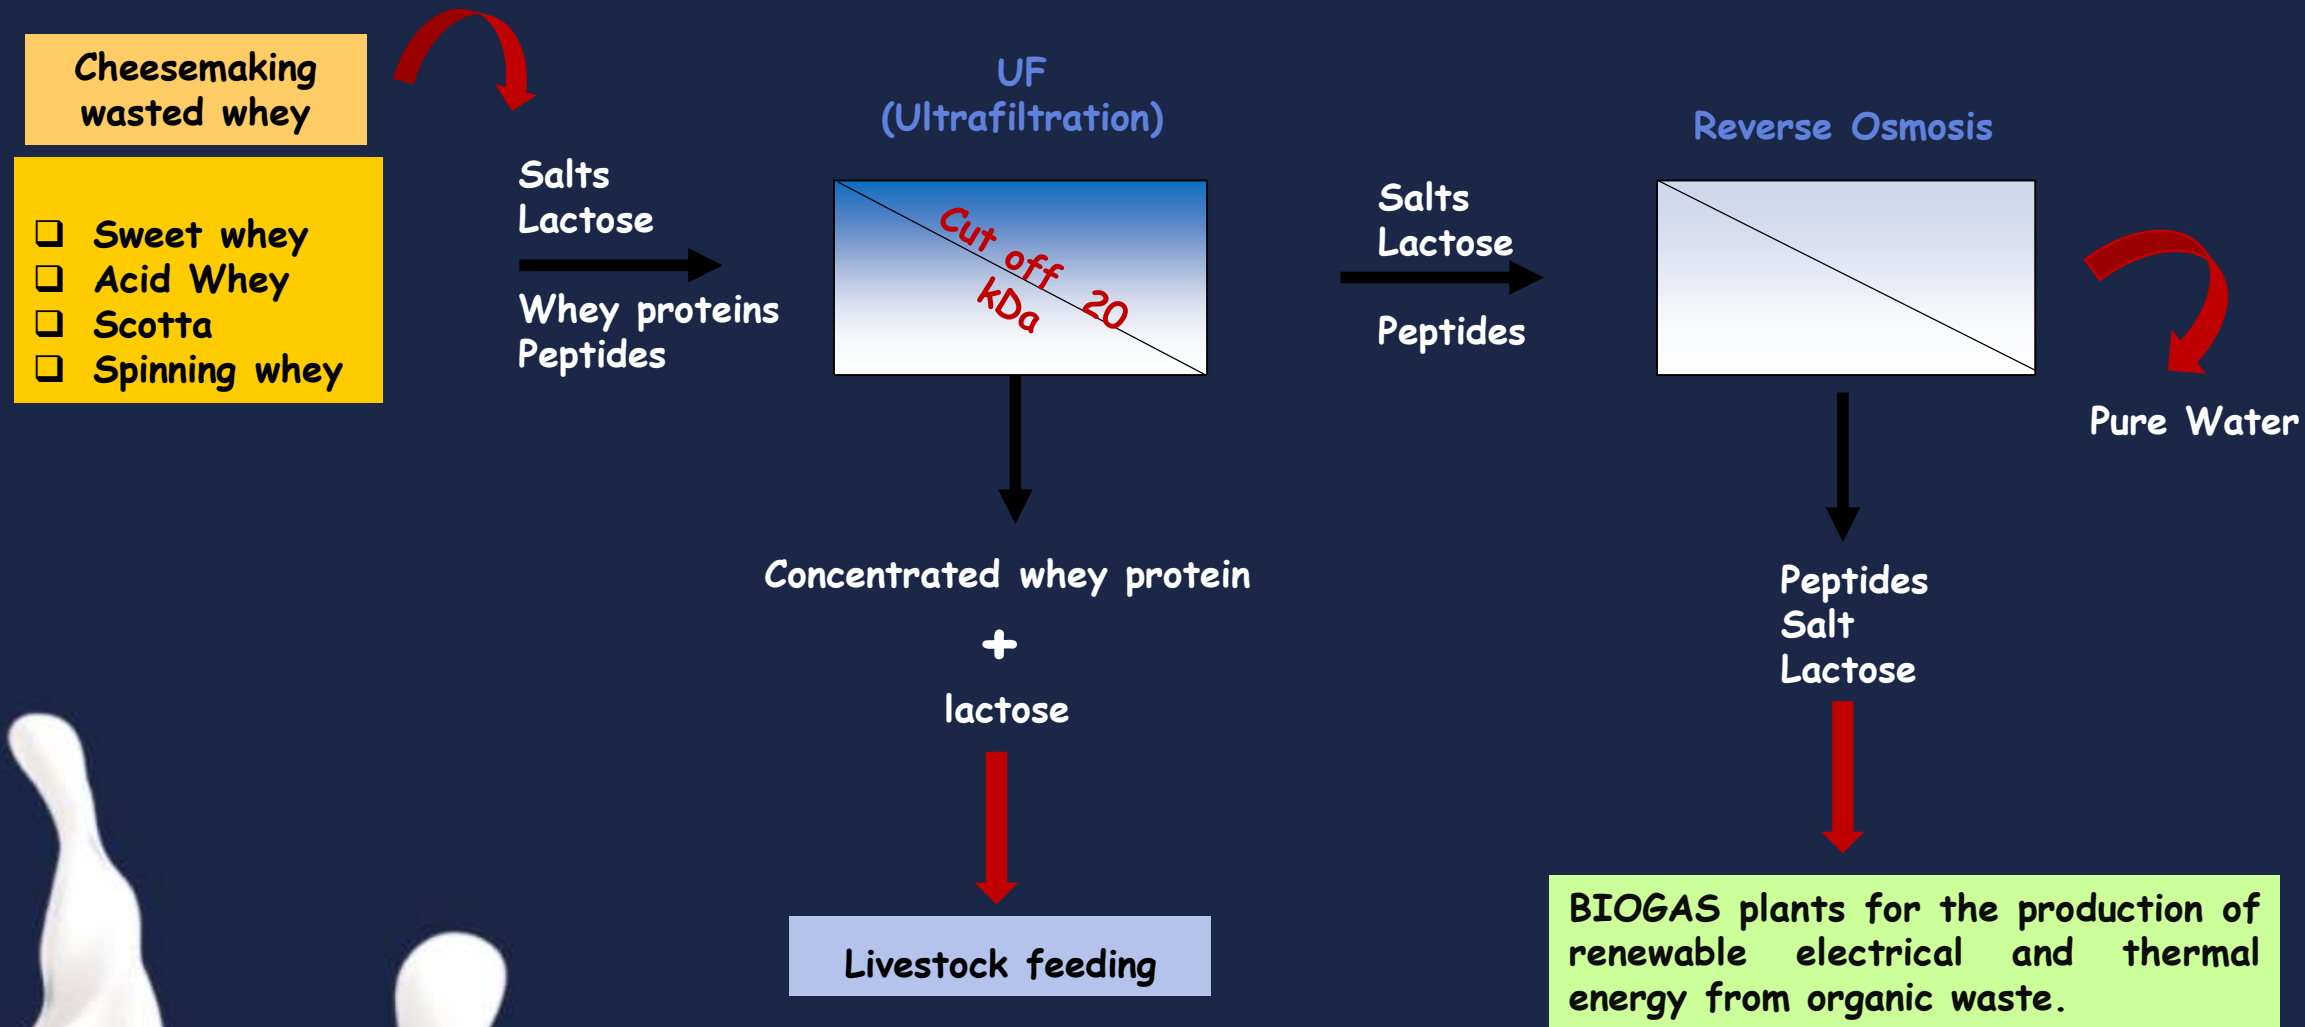 Cheesemaking
wasted whey
Sweet whey
Acid Whey
Scotta
Spinning whey
Salts
Lactose
Whey proteins
Peptides
UF
(Ultrafiltration)
Cut off 20
kDa
Concentrated whey protein
+
lactose
Livestock feeding
Salts
Lactose
Peptides
Reverse Osmosis
Pure Water
Peptides
Salt
Lactose
BIOGAS plants for the production of
renewable electrical and thermal
energy from organic waste.